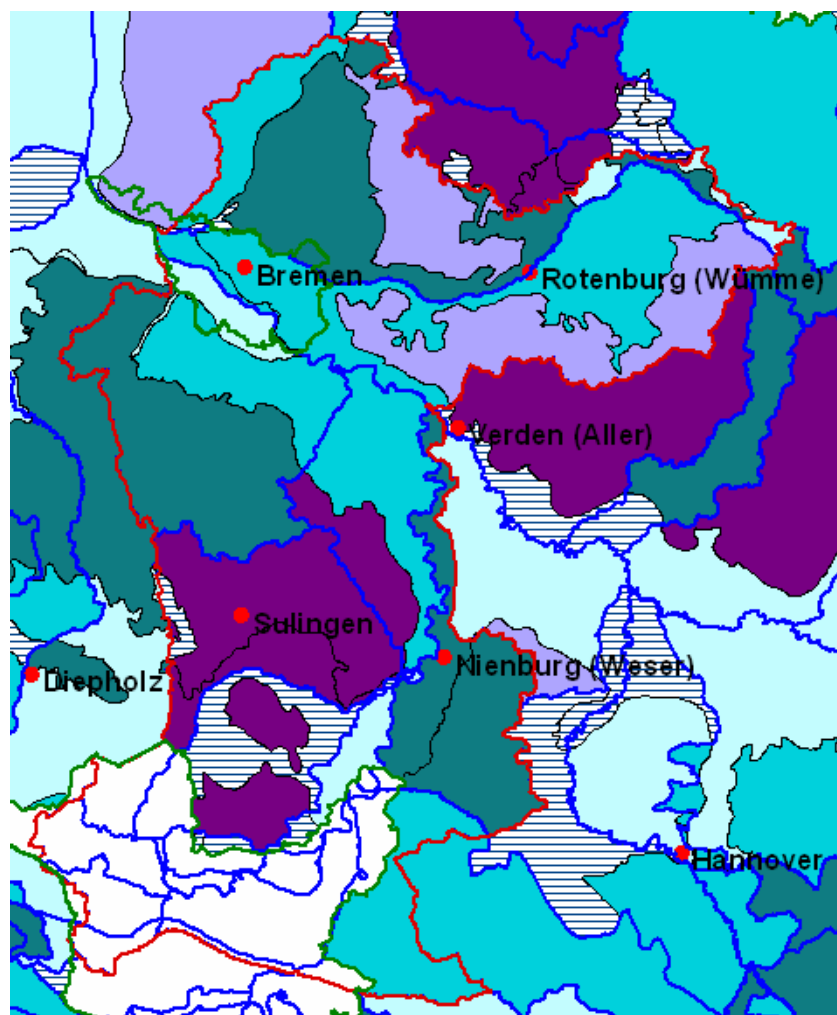 Bremen
Rotenburg (Wümme)
Verden (Aller)
Sulingen
Nienburg (Weser)
Diepholz
Hannover